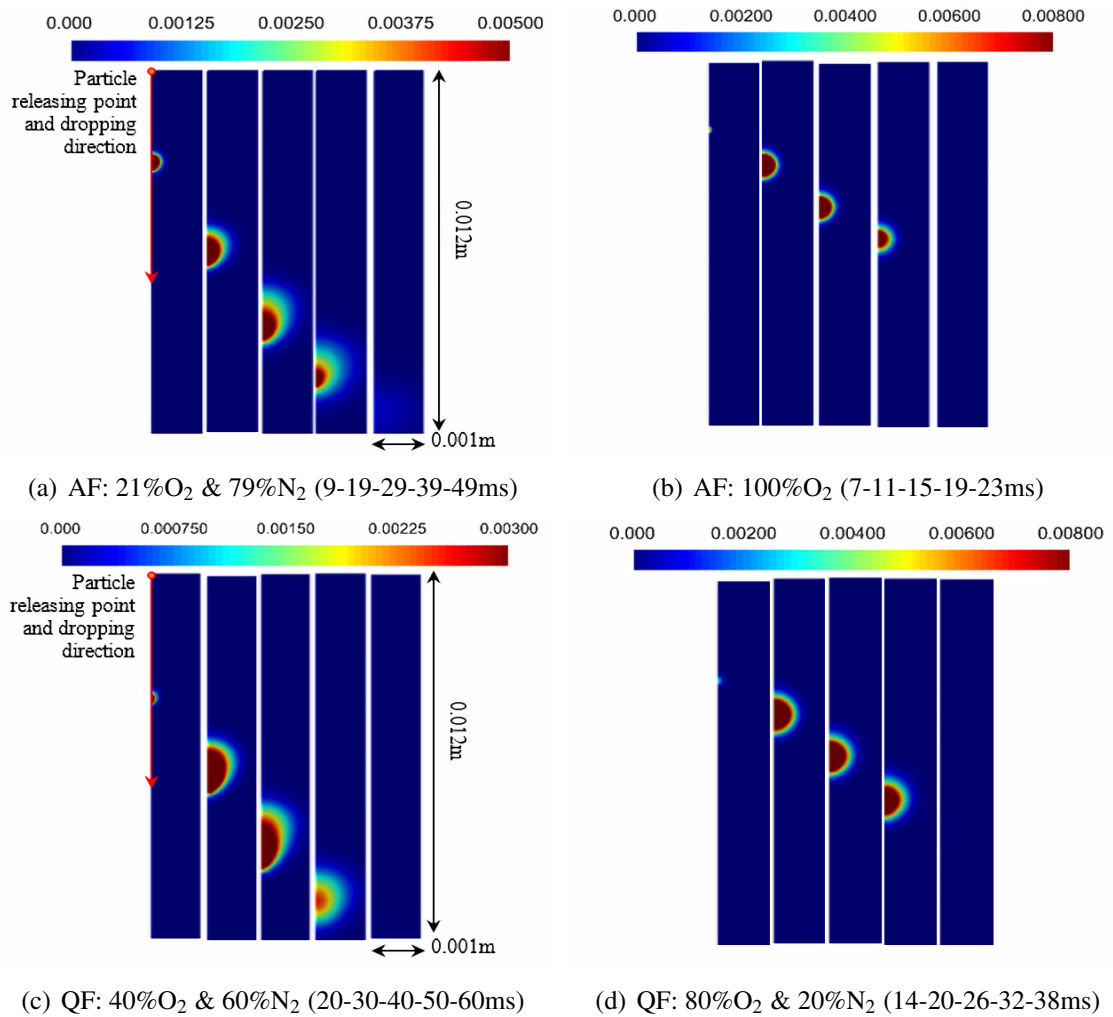 0.000 0.00125 0.00250 0.00375 0.00500
Particle
releasing point
and dropping
direction
0.012m
0.001m
(a) AF: 21%O₂ & 79%N₂ (9-19-29-39-49ms)
0.000 0.00200 0.00400 0.00600 0.00800
(b) AF: 100%O₂ (7-11-15-19-23ms)
0.000 0.000750 0.00150 0.00225 0.00300
Particle
releasing point
and dropping
direction
0.012m
0.001m
(c) QF: 40%O₂ & 60%N₂ (20-30-40-50-60ms)
0.000 0.00200 0.00400 0.00600 0.00800
(d) QF: 80%O₂ & 20%N₂ (14-20-26-32-38ms)